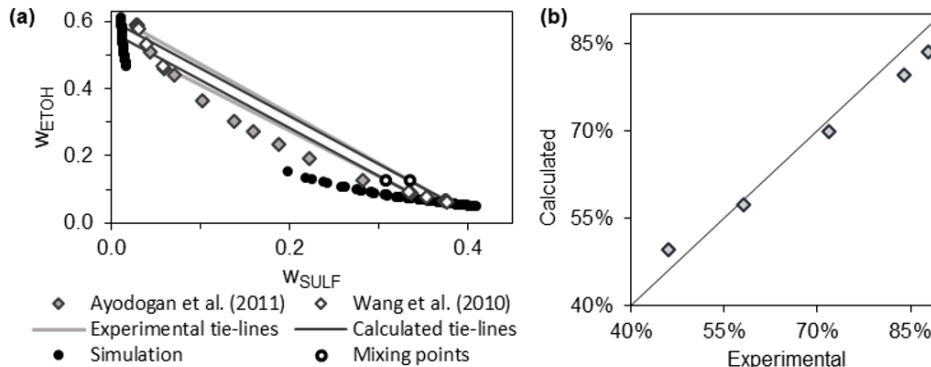 (a)
0.6
0.4
0.2
0.0
wETOH
0.0 0.2 0.4
wSULF
Ayodogan et al. (2011) Wang et al. (2010)
Experimental tie-lines Calculated tie-lines
Simulation Mixing points
(b)
85%
70%
55%
40%
Calculated
40% 55% 70% 85%
Experimental